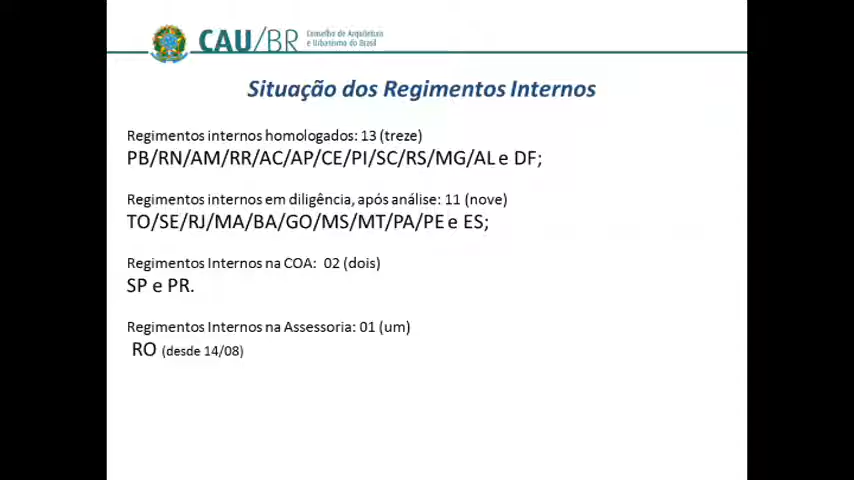 CAU/BR
Conselho de Arquitetura
e Urbanismo do Brasil
Situação dos Regimentos Internos
Regimentos internos homologados: 13 (treze)
PB/RN/AM/RR/AC/AP/CE/PI/SC/RS/MG/AL e DF;
Regimentos internos em diligência, após análise: 11 (nove)
TO/SE/RJ/MA/BA/GO/MS/MT/PA/PE e ES;
Regimentos Internos na COA: 02 (dois)
SP e PR.
Regimentos Internos na Assessoria: 01 (um)
RO (desde 14/08)